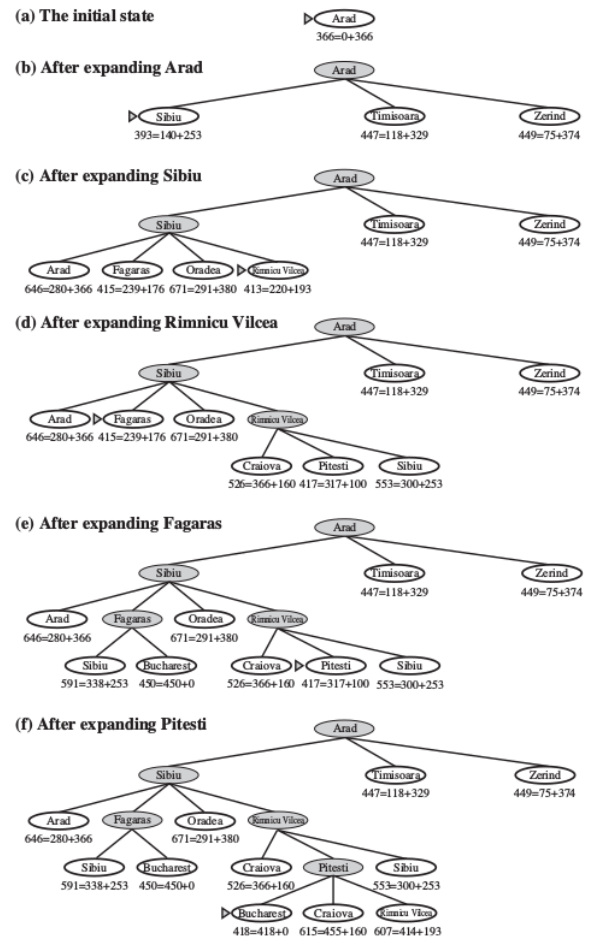 (a) The initial state
Arad
366=0+366
(b) After expanding Arad
Arad
Sibiu Timisoara Zerind
393=140+253 447=118+329 449=75+374
(c) After expanding Sibiu
Arad
Sibiu Timisoara Zerind
447=118+329 449=75+374
Arad Fagaras Oradea Rimnicu Vilcea
646=280+366 415=239+176 671=291+380 413=220+193
(d) After expanding Rimnicu Vilcea
Arad
Sibiu Timisoara Zerind
447=118+329 449=75+374
Arad Fagaras Oradea Rimnicu Vilcea
646=280+366 415=239+176 671=291+380
Craiova Pitesti Sibiu
526=366+160 417=317+100 553=300+253
(e) After expanding Fagaras
Arad
Sibiu Timisoara Zerind
447=118+329 449=75+374
Arad Fagaras Oradea Rimnicu Vilcea
646=280+366 671=291+380
Sibiu Bucharest Craiova Pitesti Sibiu
591=338+253 450=450+0 526=366+160 417=317+100 553=300+253
(f) After expanding Pitesti
Arad
Sibiu Timisoara Zerind
447=118+329 449=75+374
Arad Fagaras Oradea Rimnicu Vilcea
646=280+366 671=291+380
Sibiu Bucharest Craiova Pitesti Sibiu
591=338+253 450=450+0 526=366+160 553=300+253
Bucharest Craiova Rimnicu Vilcea
418=418+0 615=455+160 607=414+193